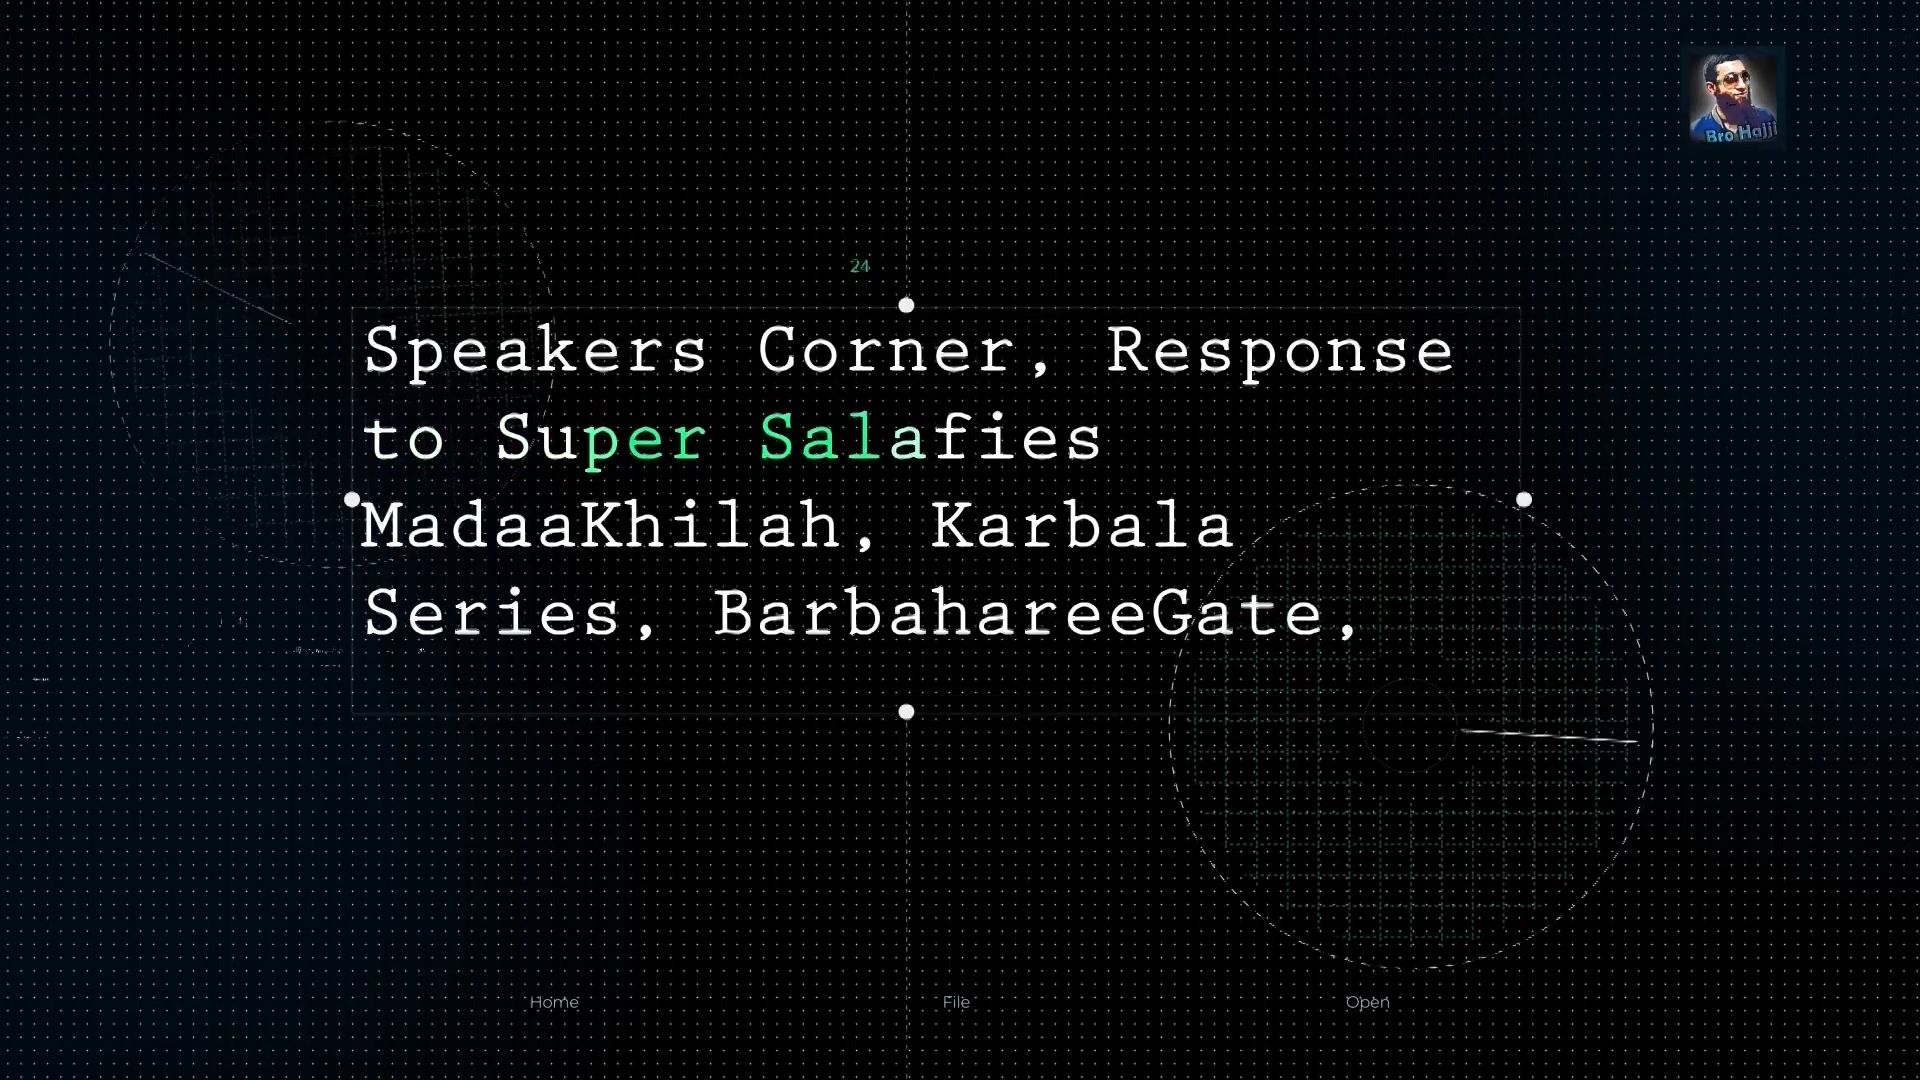 Bro Hajji
24
Speakers Corner, Response
to Super Salafies
MadaaKhilah, Karbala
Series, BarbahareeGate,
Home
File
Open